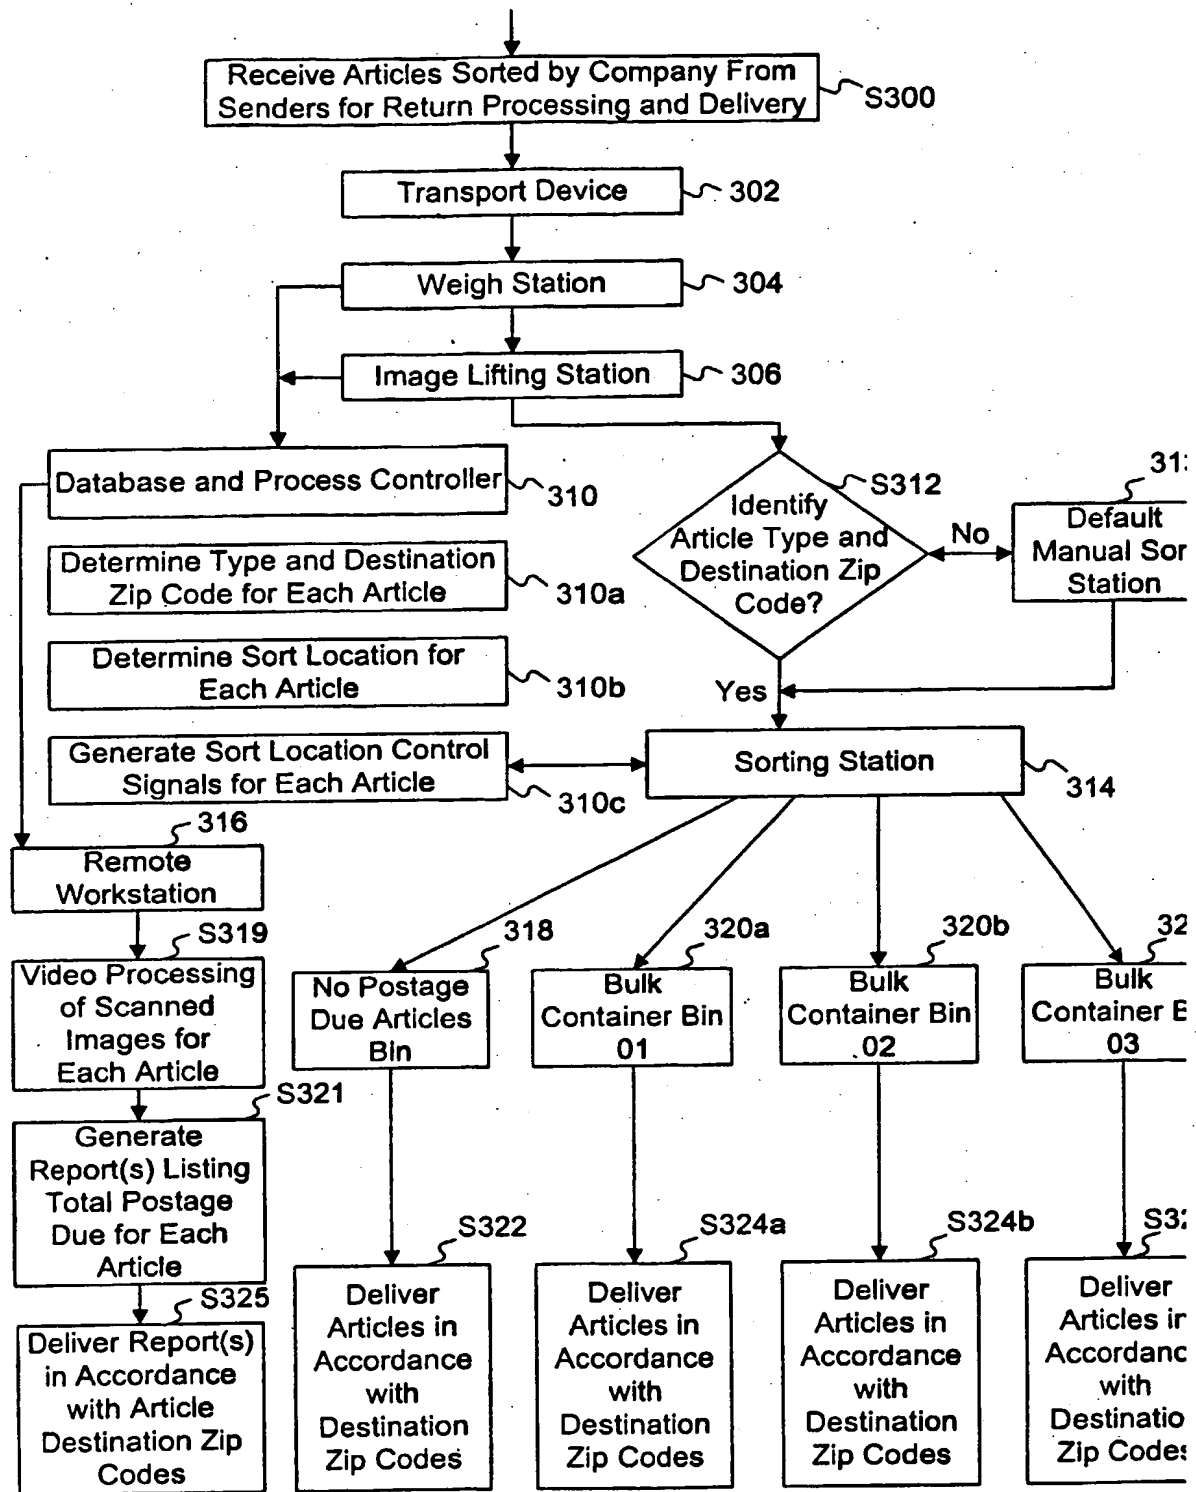 Receive Articles Sorted by Company From
Senders for Return Processing and Delivery
S300
Transport Device
302
Weigh Station
304
Image Lifting Station
306
Database and Process Controller
310
Determine Type and Destination
Zip Code for Each Article
310a
Determine Sort Location for
Each Article
310b
Generate Sort Location Control
Signals for Each Article
310c
S312
Identify
Article Type and
Destination Zip
Code?
No
Yes
Default
Manual Sor
Station
Sorting Station
314
316
Remote
Workstation
S319
Video Processing
of Scanned
Images for
Each Article
S321
Generate
Report(s) Listing
Total Postage
Due for Each
Article
S325
Deliver Report(s)
in Accordance
with Article
Destination Zip
Codes
318
No Postage
Due Articles
Bin
S322
Deliver
Articles in
Accordance
with
Destination
Zip Codes
320a
Bulk
Container Bin
01
S324a
Deliver
Articles in
Accordance
with
Destination
Zip Codes
320b
Bulk
Container Bin
02
S324b
Deliver
Articles in
Accordance
with
Destination
Zip Codes
Bulk
Container
03
Deliver
Articles in
Accordanc
with
Destinatio
Zip